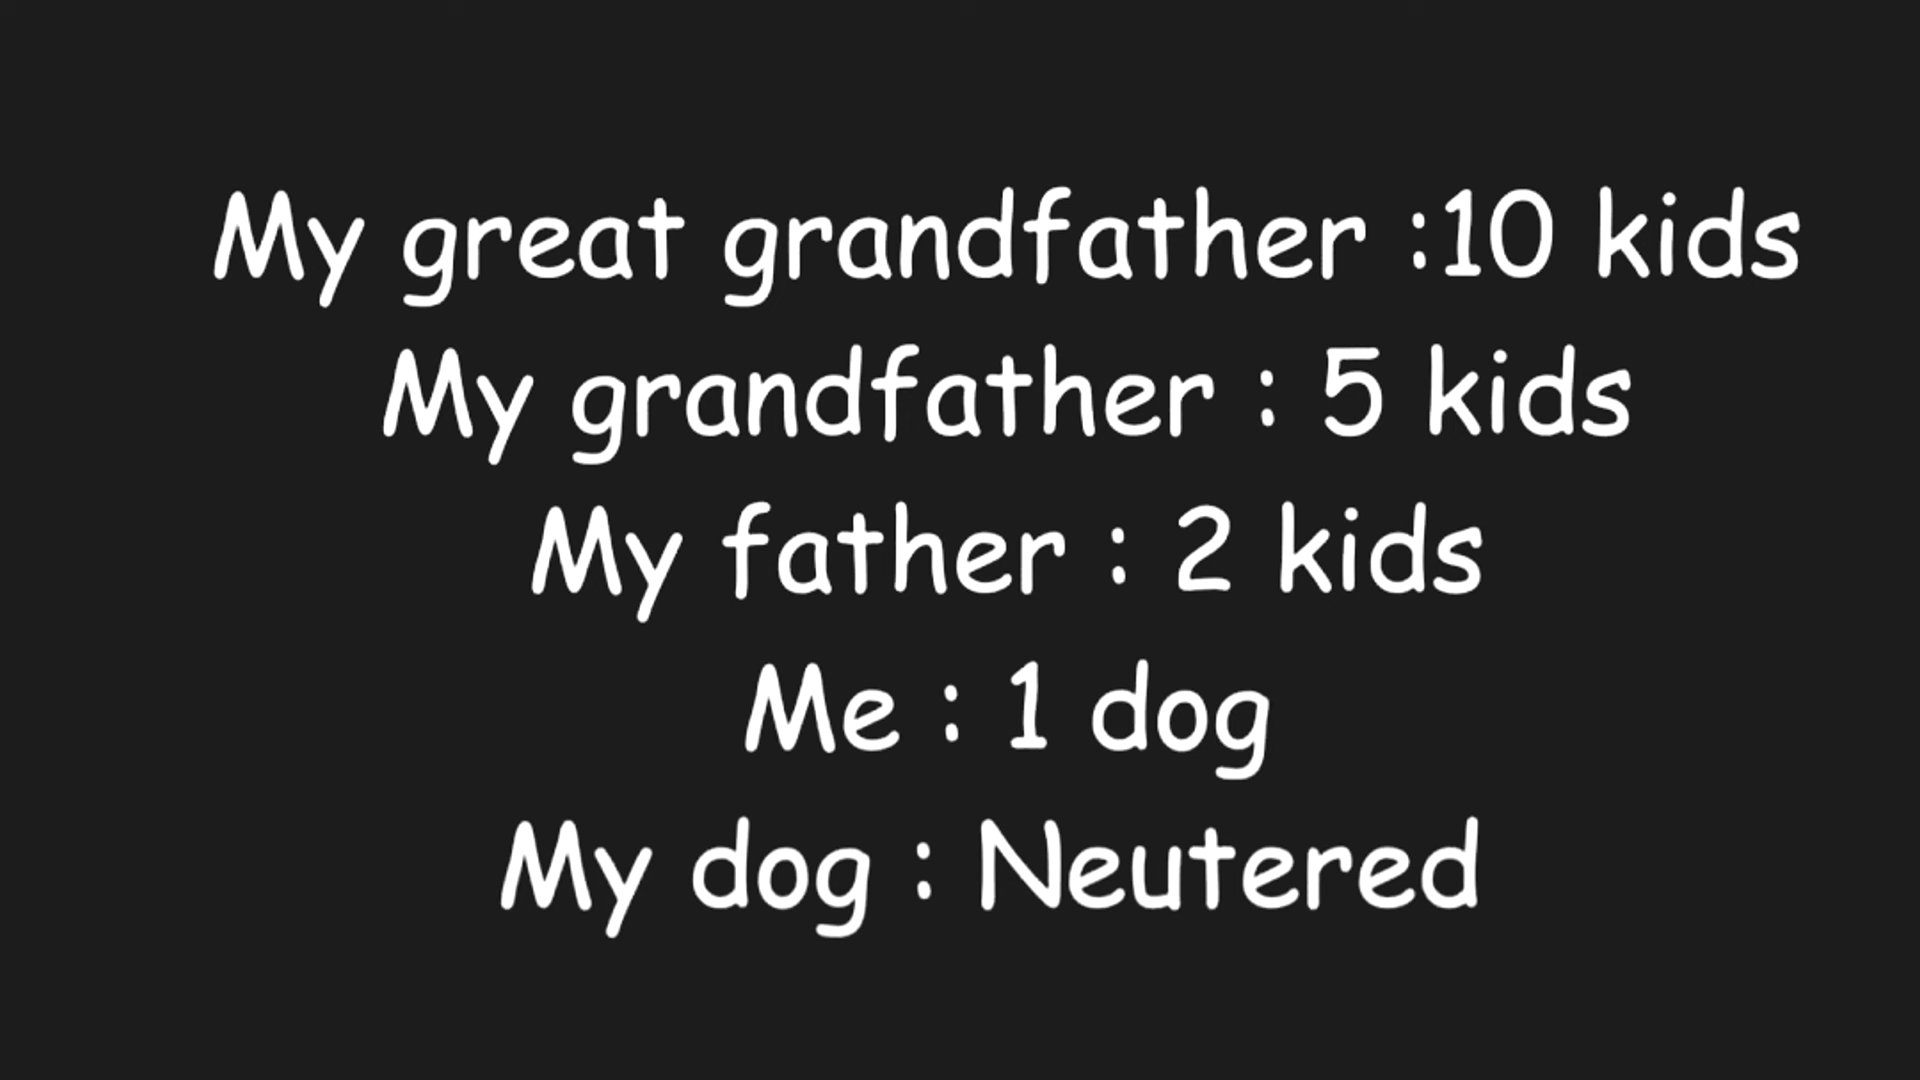 My great grandfather :10 kids
My grandfather : 5 kids
My father : 2 kids
Me : 1 dog
My dog : Neutered